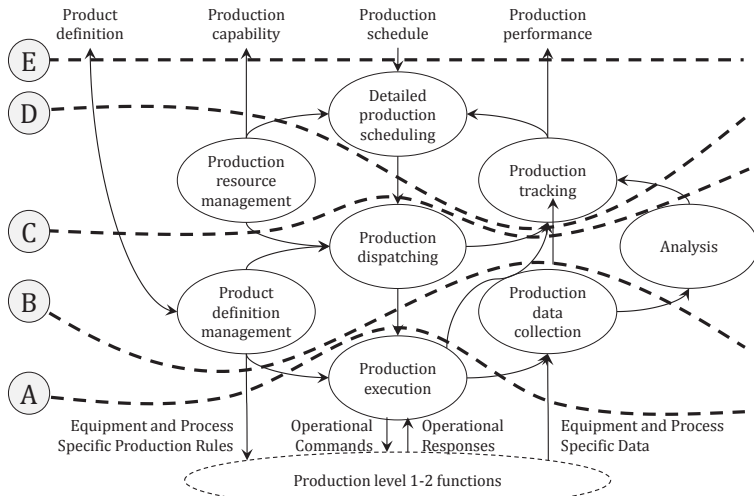 Product
definition
Production
capability
Production
schedule
Production
performance
E
D
Detailed
production
scheduling
Production
resource
management
Production
tracking
C
Production
dispatching
Analysis
B
Product
definition
management
Production
data
collection
A
Production
execution
Equipment and Process
Specific Production Rules
Operational
Commands
Operational
Responses
Equipment and Process
Specific Data
Production level 1-2 functions